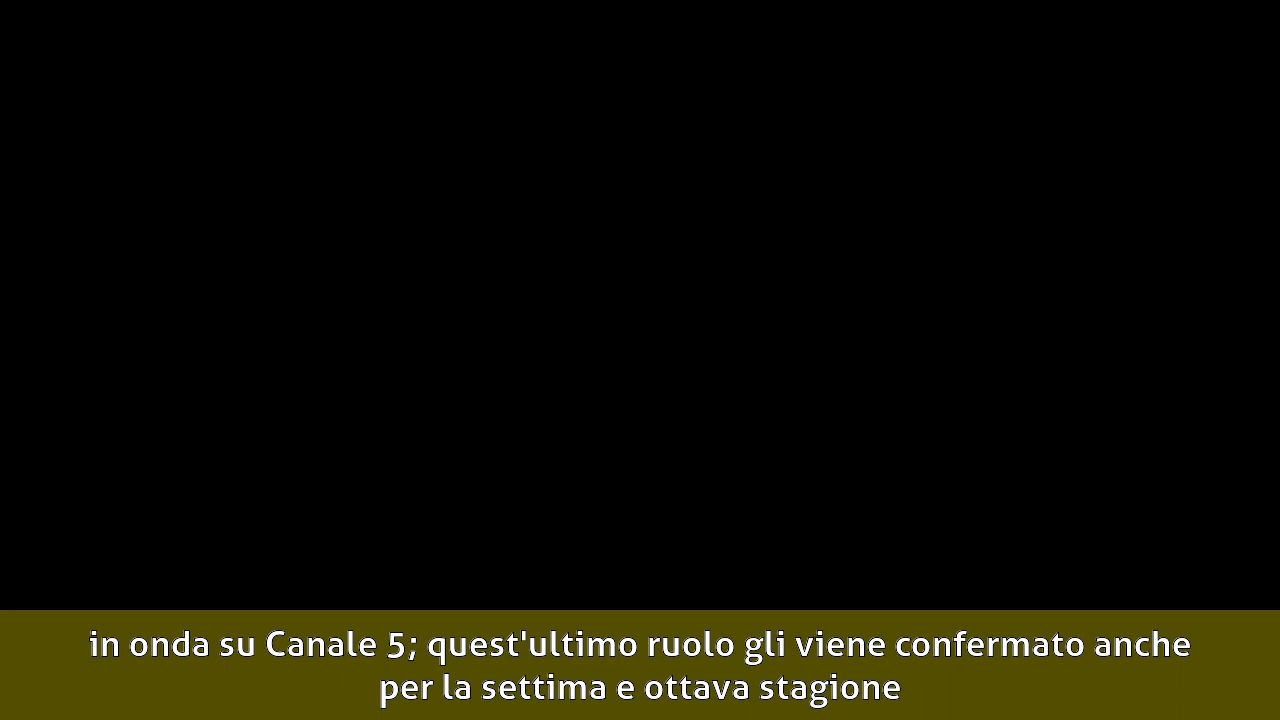 in onda su Canale 5; quest'ultimo ruolo gli viene confermato anche
per la settima e ottava stagione